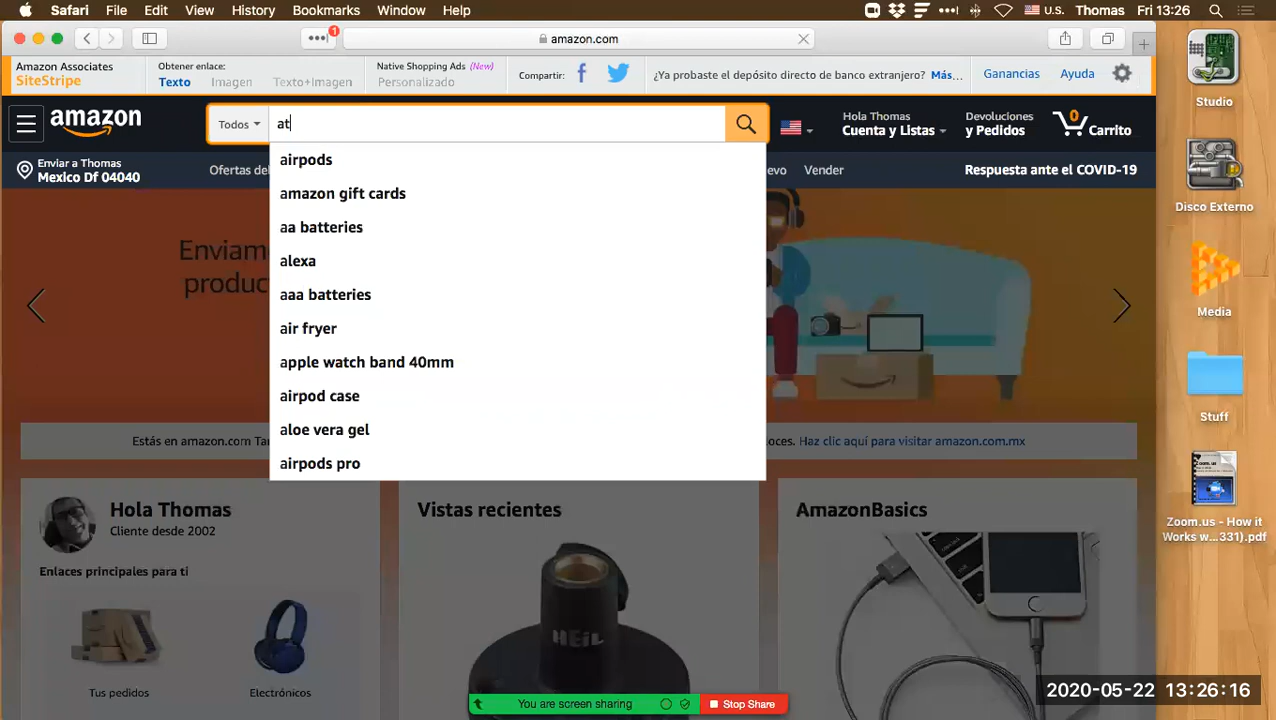 Safari File Edit View History Bookmarks Window Help
U.S. Thomas Fri 13:26
1
amazon.com
Amazon Associates
SiteStripe
Obtener enlace:
Texto Imagen Texto+Imagen
Native Shopping Ads (New)
Personalizado
Compartir:
¿Ya probaste el depósito directo de banco extranjero? Más...
Ganancias Ayuda
amazon
Todos
at
Hola Thomas
Cuenta y Listas
Devoluciones
y Pedidos
0
Carrito
Enviar a Thomas
Mexico Df 04040
Ofertas del
evo Vender
Respuesta ante el COVID-19
airpods
amazon gift cards
aa batteries
alexa
aaa batteries
air fryer
apple watch band 40mm
airpod case
aloe vera gel
airpods pro
Enviamo
produc
Estás en amazon.com Tam
oces. Haz clic aquí para visitar amazon.com.mx
Hola Thomas
Cliente desde 2002
Enlaces principales para ti
Tus pedidos
Electrónicos
Vistas recientes
HEiL
AmazonBasics
Studio
Disco Externo
Media
Stuff
Zoom.us - How it
Works w...331).pdf
You are screen sharing
Stop Share
2020-05-22 13:26:16